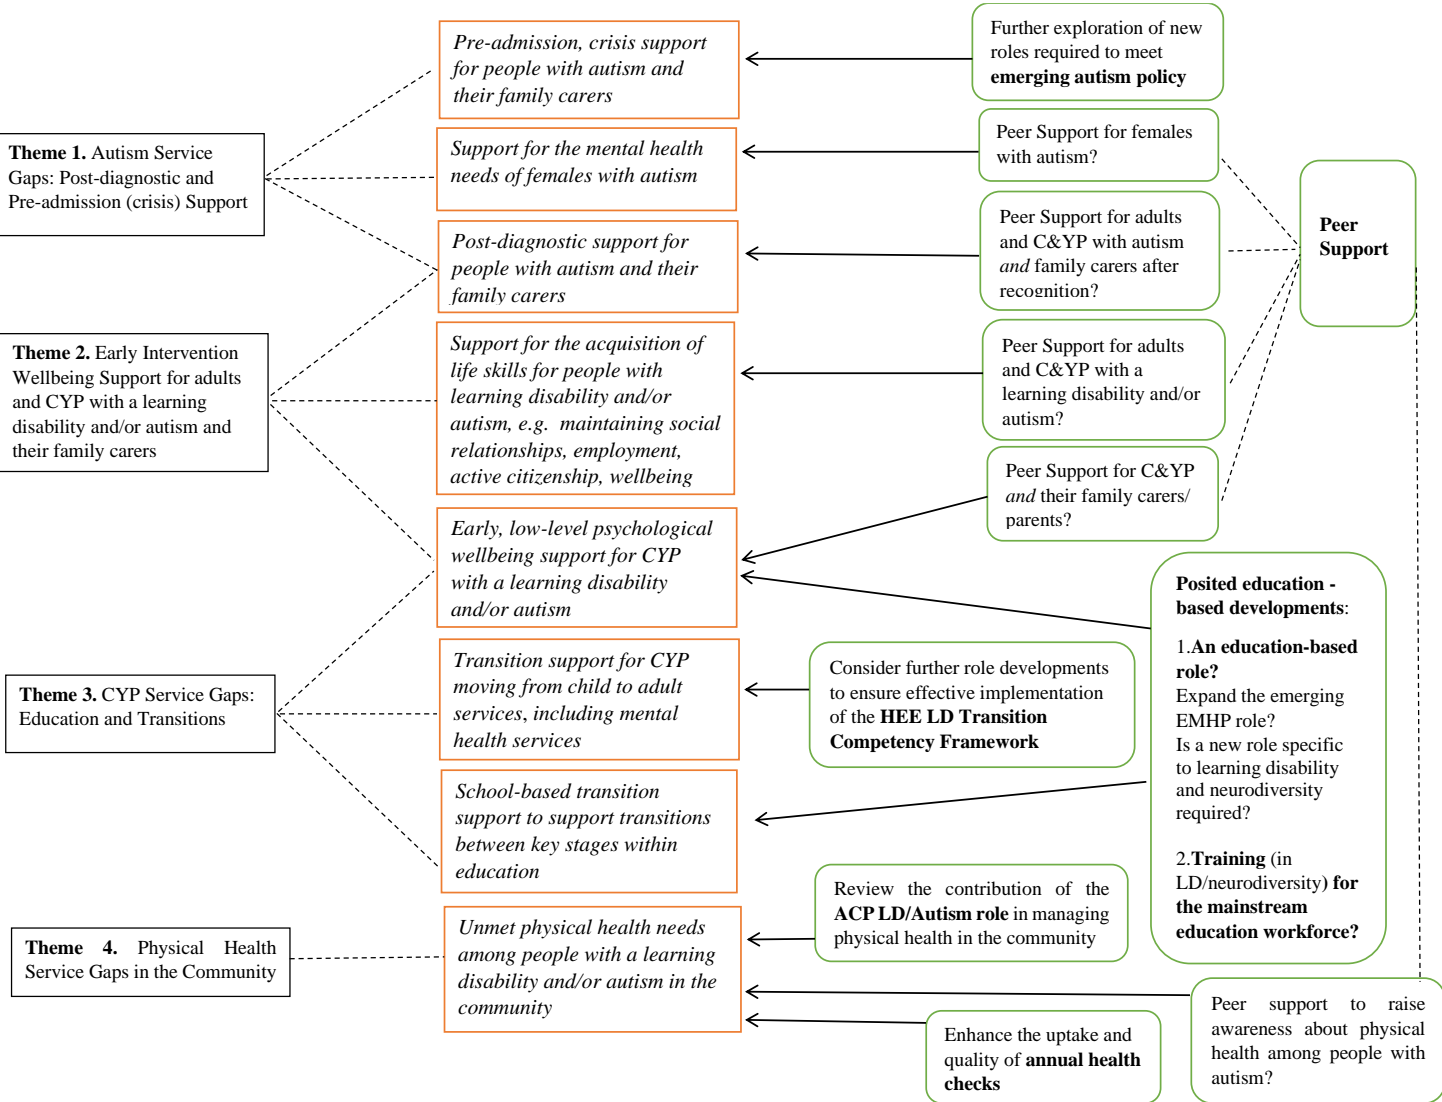 Theme 1. Autism Service
Gaps: Post-diagnostic and
Pre-admission (crisis) Support
Theme 2. Early Intervention
Wellbeing Support for adults
and CYP with a learning
disability and/or autism and
their family carers
Theme 3. CYP Service Gaps:
Education and Transitions
Theme 4. Physical Health
Service Gaps in the Community
Pre-admission, crisis support
for people with autism and
their family carers
Support for the mental health
needs of females with autism
Post-diagnostic support for
people with autism and their
family carers
Support for the acquisition of
life skills for people with
learning disability and/or
autism, e.g. maintaining social
relationships, employment,
active citizenship, wellbeing
Early, low-level psychological
wellbeing support for CYP
with a learning disability
and/or autism
Transition support for CYP
moving from child to adult
services, including mental
health services
School-based transition
support to support transitions
between key stages within
education
Unmet physical health needs
among people with a learning
disability and/or autism in the
community
Further exploration of new
roles required to meet
emerging autism policy
Peer Support for females
with autism?
Peer Support for adults
and C&YP with autism
and family carers after
recognition?
Peer Support for adults
and C&YP with a
learning disability and/or
autism?
Peer Support for C&YP
and their family carers/
parents?
Consider further role developments
to ensure effective implementation
of the HEE LD Transition
Competency Framework
Review the contribution of the
ACP LD/Autism role in managing
physical health in the community
Enhance the uptake and
quality of annual health
checks
Peer
Support
Posited education -
based developments:
1.An education-based
role?
Expand the emerging
EMHP role?
Is a new role specific
to learning disability
and neurodiversity
required?
2.Training (in
LD/neurodiversity) for
the mainstream
education workforce?
Peer support to raise
awareness about physical
health among people with
autism?